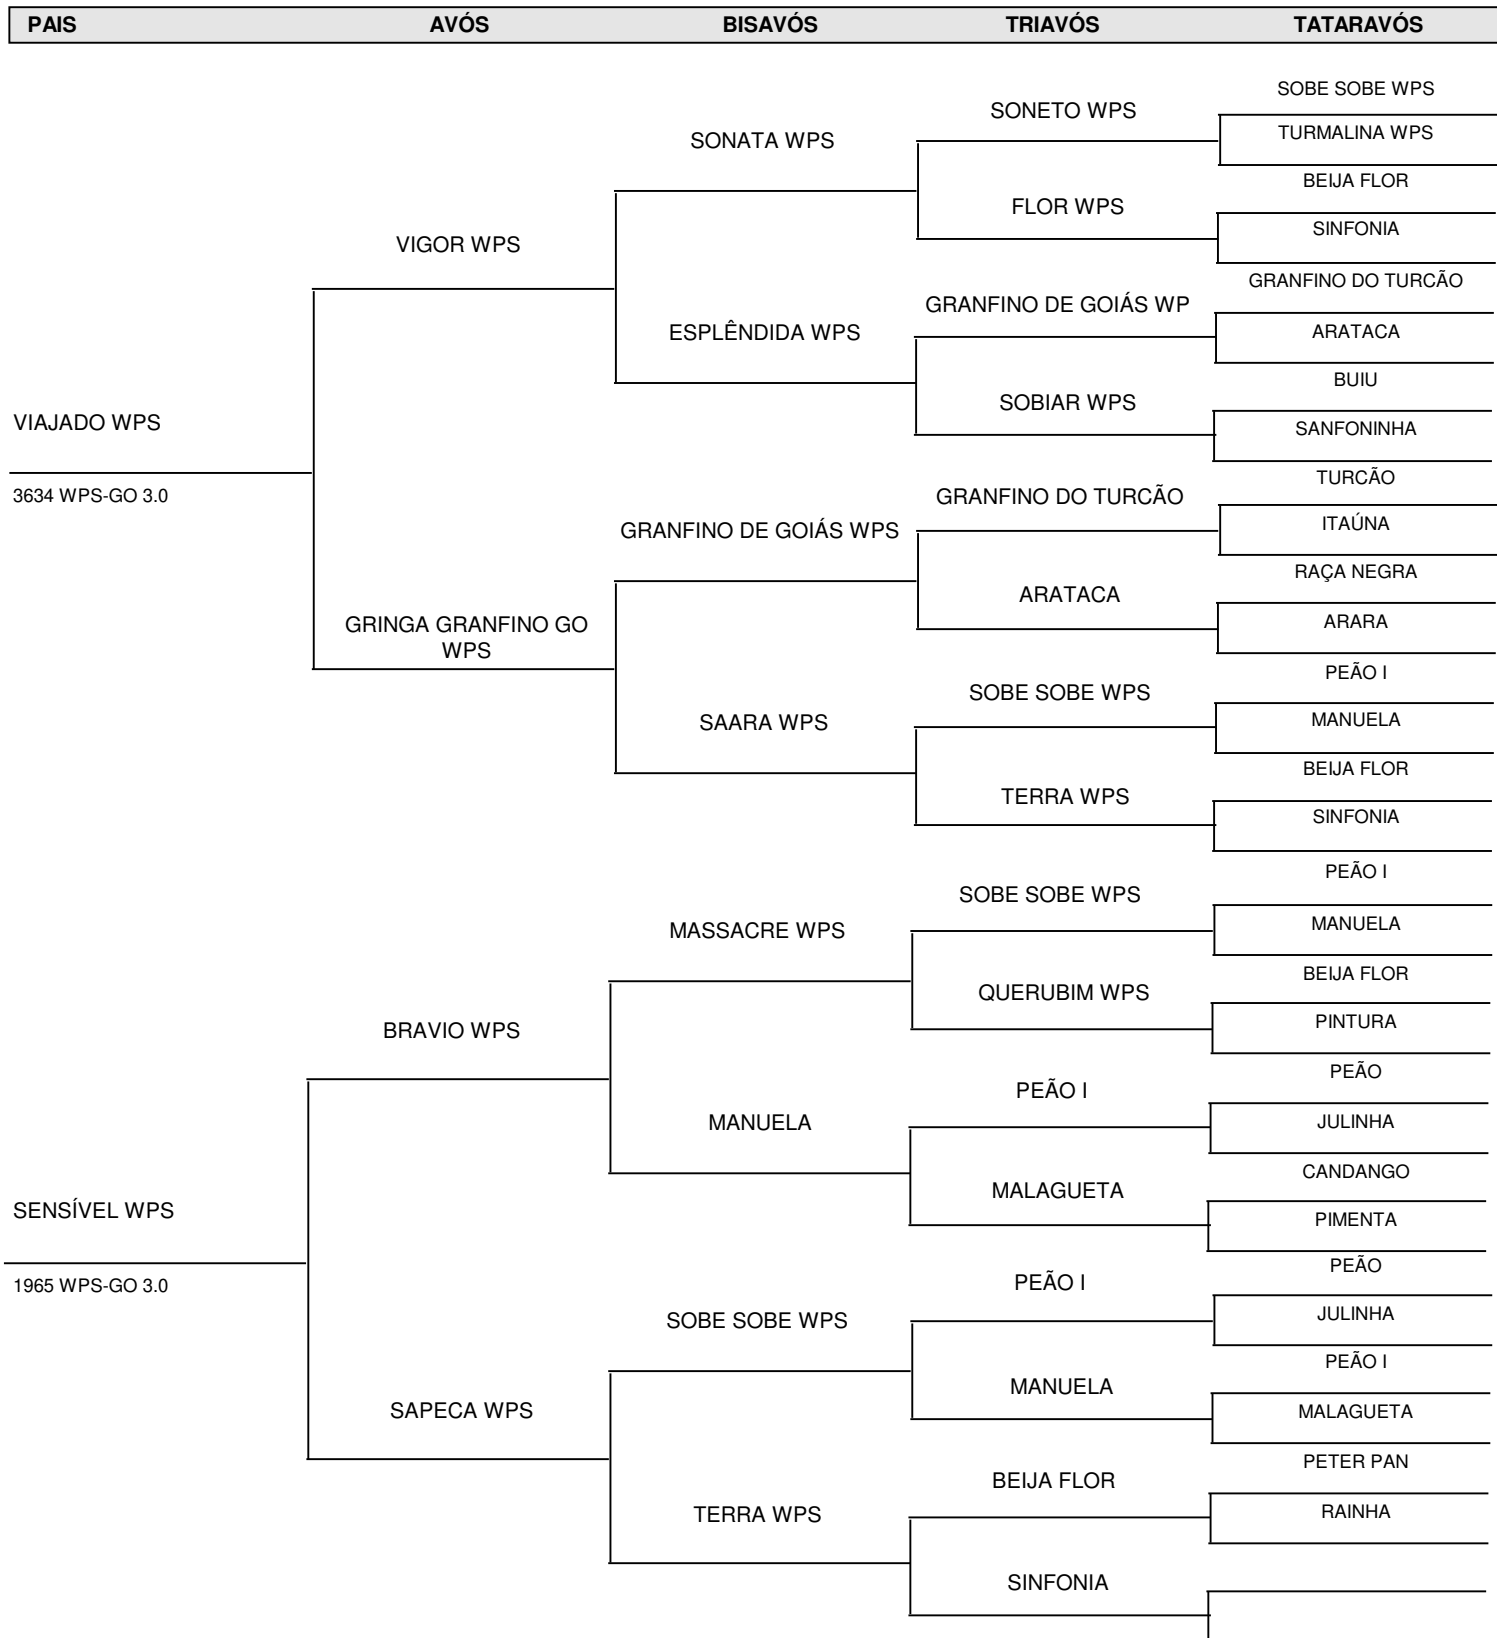 PAIS AVÓS BISAVÓS TRIAVÓS TATARAVÓS
SOBE SOBE WPS
SONETO WPS
TURMALINA WPS
SONATA WPS
BEIJA FLOR
FLOR WPS
SINFONIA
VIGOR WPS
GRANFINO DO TURCÃO
GRANFINO DE GOIÁS WP
ARATACA
ESPLÊNDIDA WPS
BUIU
SOBIAR WPS
SANFONINHA
VIAJADO WPS
3634 WPS-GO 3.0
TURCÃO
GRANFINO DO TURCÃO
ITAÚNA
GRANFINO DE GOIÁS WPS
RAÇA NEGRA
ARATACA
ARARA
GRINGA GRANFINO GO
WPS
PEÃO I
SOBE SOBE WPS
MANUELA
SAARA WPS
BEIJA FLOR
TERRA WPS
SINFONIA
PEÃO I
SOBE SOBE WPS
MANUELA
MASSACRE WPS
BEIJA FLOR
QUERUBIM WPS
PINTURA
BRAVIO WPS
PEÃO
PEÃO I
JULINHA
MANUELA
CANDANGO
MALAGUETA
PIMENTA
SENSÍVEL WPS
1965 WPS-GO 3.0
PEÃO
PEÃO I
JULINHA
SOBE SOBE WPS
PEÃO I
MANUELA
MALAGUETA
SAPECA WPS
PETER PAN
BEIJA FLOR
RAINHA
TERRA WPS
SINFONIA